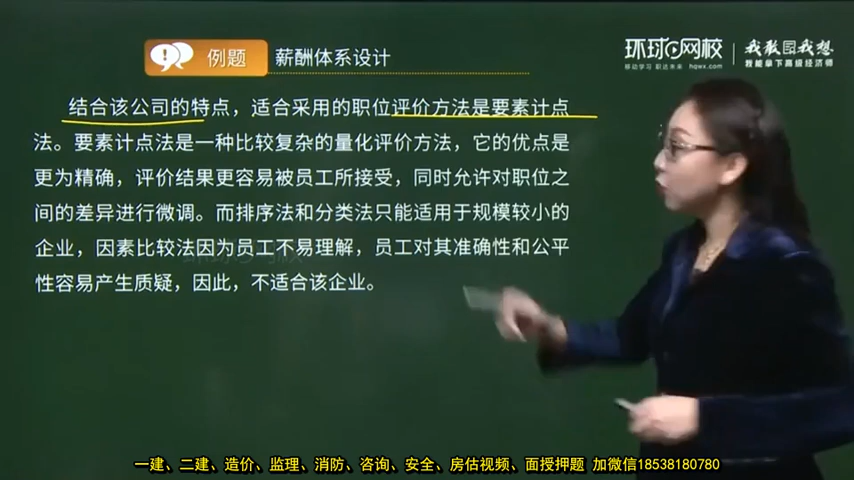 例题
薪酬体系设计
环球网校
移动学习 职达未来 hqwx.com
我敢因我想
我能拿下高级经济师
结合该公司的特点，适合采用的职位评价方法是要素计点
法。要素计点法是一种比较复杂的量化评价方法，它的优点是
更为精确，评价结果更容易被员工所接受，同时允许对职位之
间的差异进行微调。而排序法和分类法只能适用于规模较小的
企业，因素比较法因为员工不易理解，员工对其准确性和公平
性容易产生质疑，因此，不适合该企业。
一建、二建、造价、监理、消防、咨询、安全、房估视频、面授押题 加微信18538180780